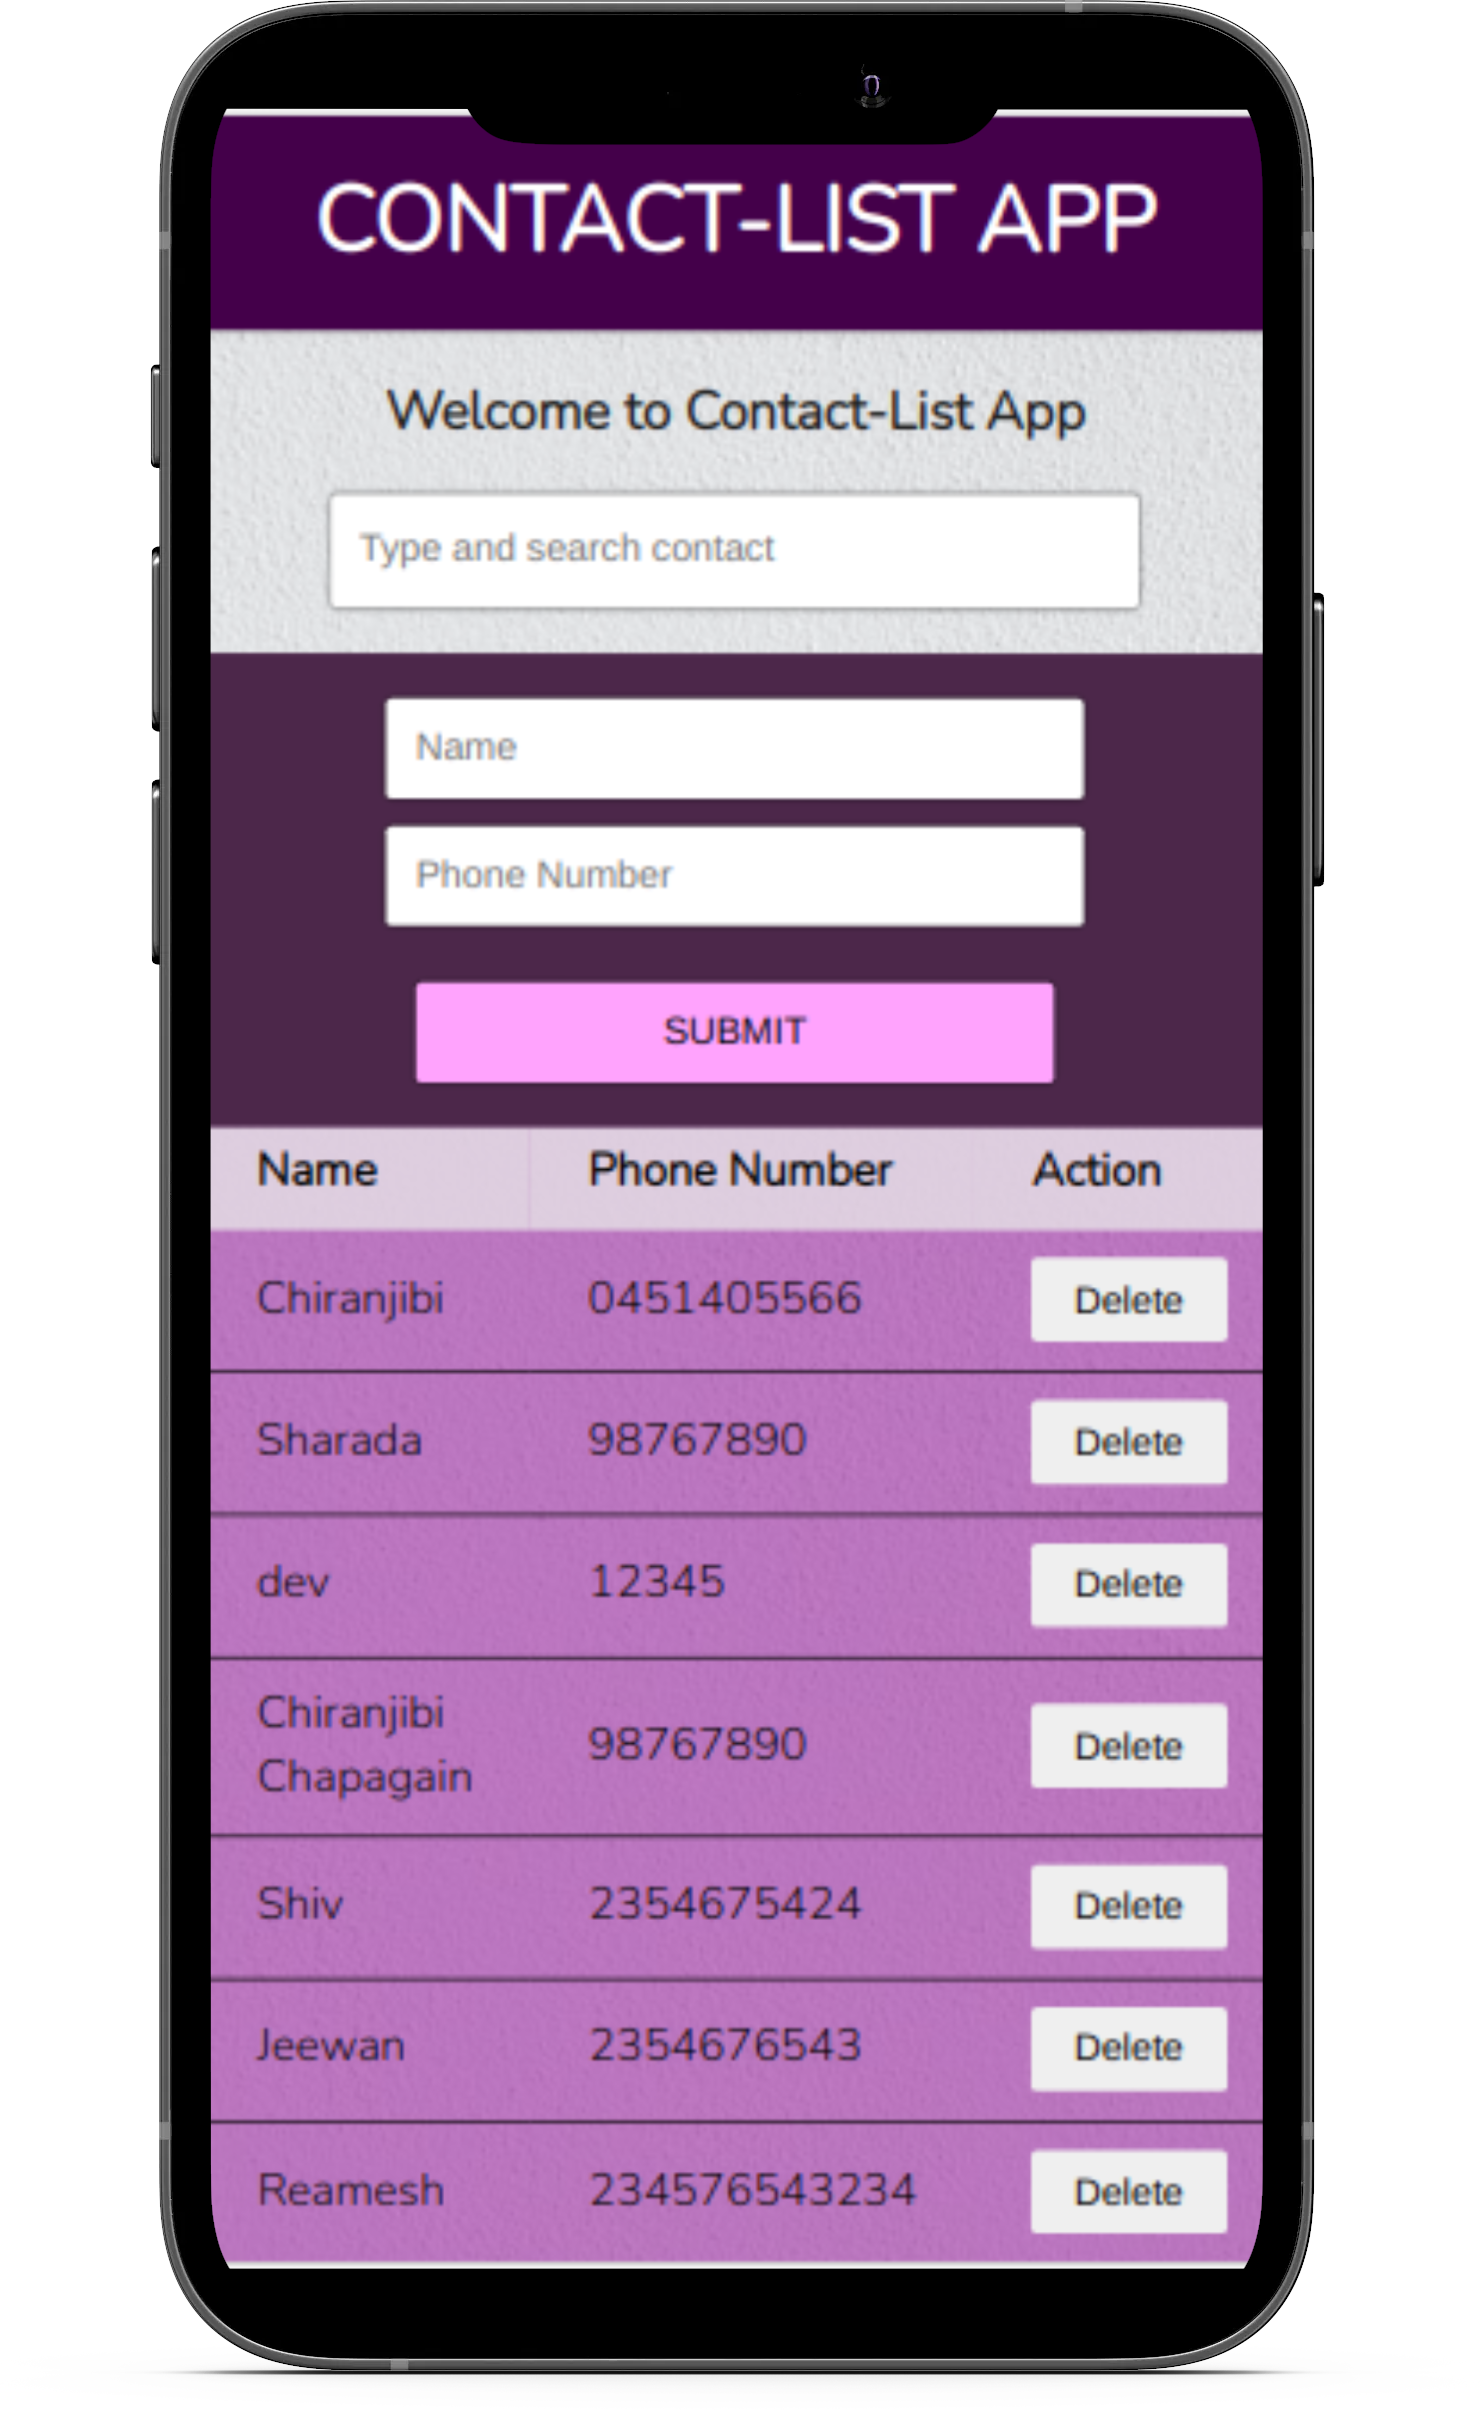 CONTACT-LIST APP
Welcome to Contact-List App
Type and search contact
Name
Phone Number
SUBMIT
Name Phone Number Action
Chiranjibi 0451405566 Delete
Sharada 98767890 Delete
dev 12345 Delete
Chiranjibi
Chapagain 98767890 Delete
Shiv 2354675424 Delete
Jeewan 2354676543 Delete
Reamesh 234576543234 Delete